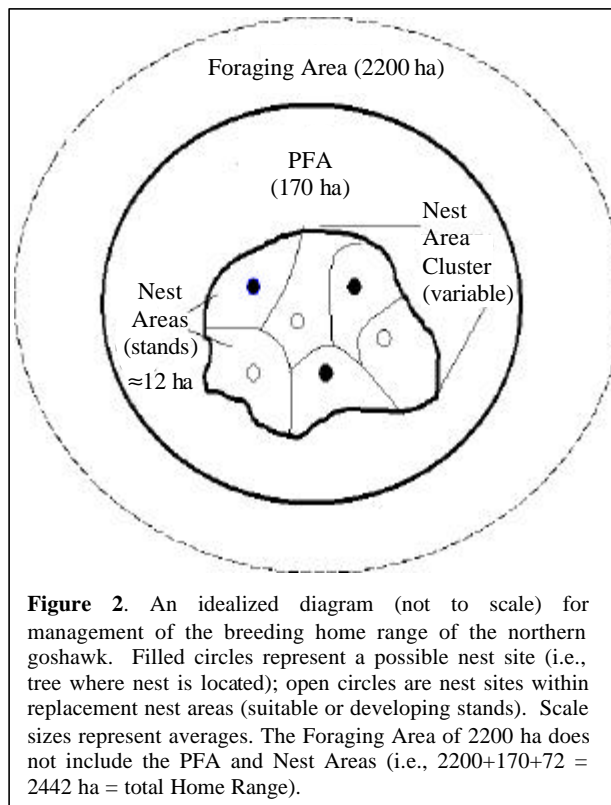 Foraging Area (2200 ha)
PFA
(170 ha)
Nest
Area
Cluster
(variable)
Nest
Areas
(stands)
≈12 ha
Figure 2. An idealized diagram (not to scale) for
management of the breeding home range of the northern
goshawk. Filled circles represent a possible nest site (i.e.,
tree where nest is located); open circles are nest sites within
replacement nest areas (suitable or developing stands). Scale
sizes represent averages. The Foraging Area of 2200 ha does
not include the PFA and Nest Areas (i.e., 2200+170+72 =
2442 ha = total Home Range).